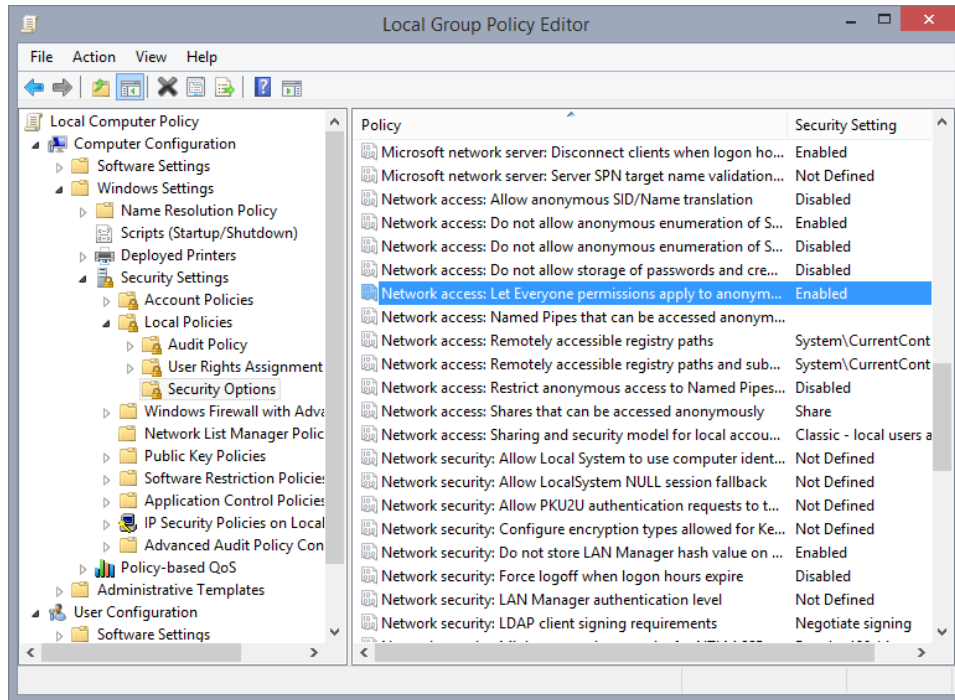 Local Group Policy Editor
File Action View Help
Local Computer Policy
Computer Configuration
Software Settings
Windows Settings
Name Resolution Policy
Scripts (Startup/Shutdown)
Deployed Printers
Security Settings
Account Policies
Local Policies
Audit Policy
User Rights Assignment
Security Options
Windows Firewall with Adva
Network List Manager Polic
Public Key Policies
Software Restriction Policie
Application Control Policies
IP Security Policies on Local
Advanced Audit Policy Con
Policy-based QoS
Administrative Templates
User Configuration
Software Settings
Policy Security Setting
Microsoft network server: Disconnect clients when logon ho... Enabled
Microsoft network server: Server SPN target name validation... Not Defined
Network access: Allow anonymous SID/Name translation Disabled
Network access: Do not allow anonymous enumeration of S... Enabled
Network access: Do not allow anonymous enumeration of S... Disabled
Network access: Do not allow storage of passwords and cre... Disabled
Network access: Let Everyone permissions apply to anonym... Enabled
Network access: Named Pipes that can be accessed anonym...
Network access: Remotely accessible registry paths System\CurrentCont
Network access: Remotely accessible registry paths and sub... System\CurrentCont
Network access: Restrict anonymous access to Named Pipes... Disabled
Network access: Shares that can be accessed anonymously Share
Network access: Sharing and security model for local accou... Classic - local users a
Network security: Allow Local System to use computer ident... Not Defined
Network security: Allow LocalSystem NULL session fallback Not Defined
Network security: Allow PKU2U authentication requests to t... Not Defined
Network security: Configure encryption types allowed for Ke... Not Defined
Network security: Do not store LAN Manager hash value on ... Enabled
Network security: Force logoff when logon hours expire Disabled
Network security: LAN Manager authentication level Not Defined
Network security: LDAP client signing requirements Negotiate signing